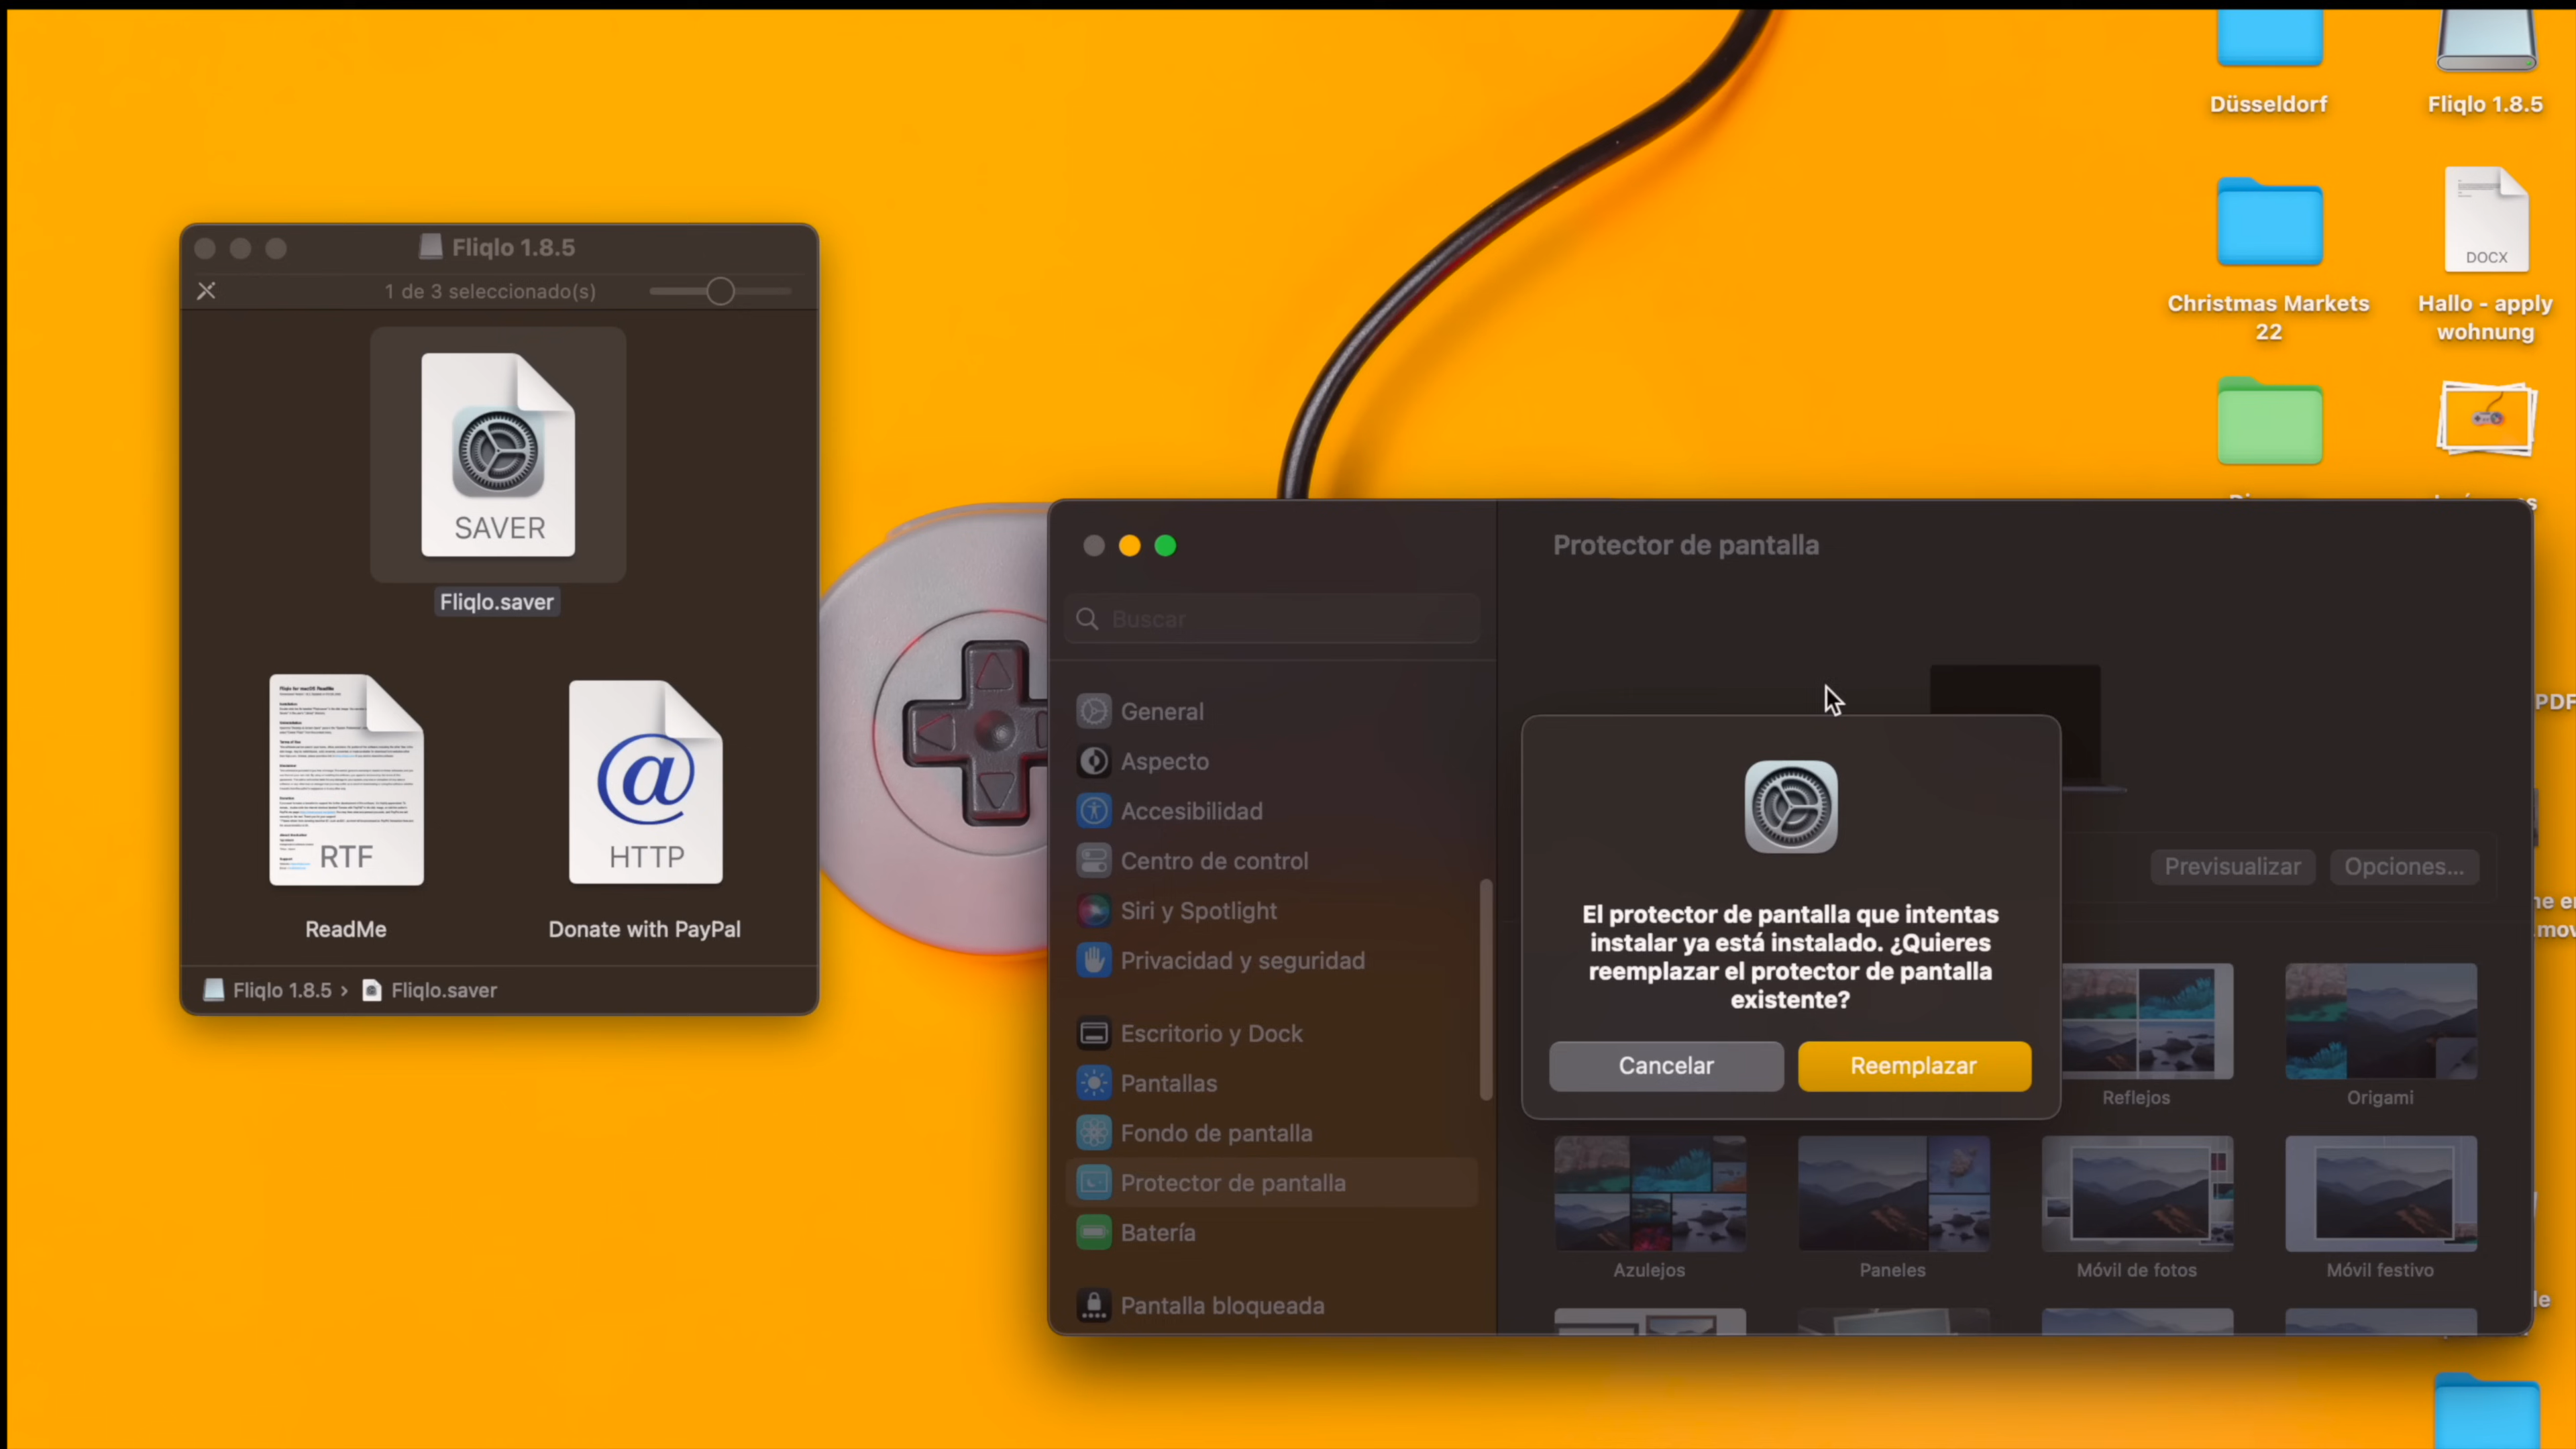 Düsseldorf
Fliqlo 1.8.5
Christmas Markets
22
DOCX
Hallo - apply
wohnung
Fliqlo 1.8.5
1 de 3 seleccionado(s)
SAVER
Fliqlo.saver
RTF
ReadMe
HTTP
Donate with PayPal
Fliqlo 1.8.5 › Fliqlo.saver
Protector de pantalla
Buscar
General
Aspecto
Accesibilidad
Centro de control
Siri y Spotlight
Privacidad y seguridad
Escritorio y Dock
Pantallas
Fondo de pantalla
Protector de pantalla
Batería
Pantalla bloqueada
El protector de pantalla que intentas
instalar ya está instalado. ¿Quieres
reemplazar el protector de pantalla
existente?
Cancelar
Reemplazar
Previsualizar
Opciones...
Reflejos
Origami
Azulejos
Paneles
Móvil de fotos
Móvil festivo
PDF